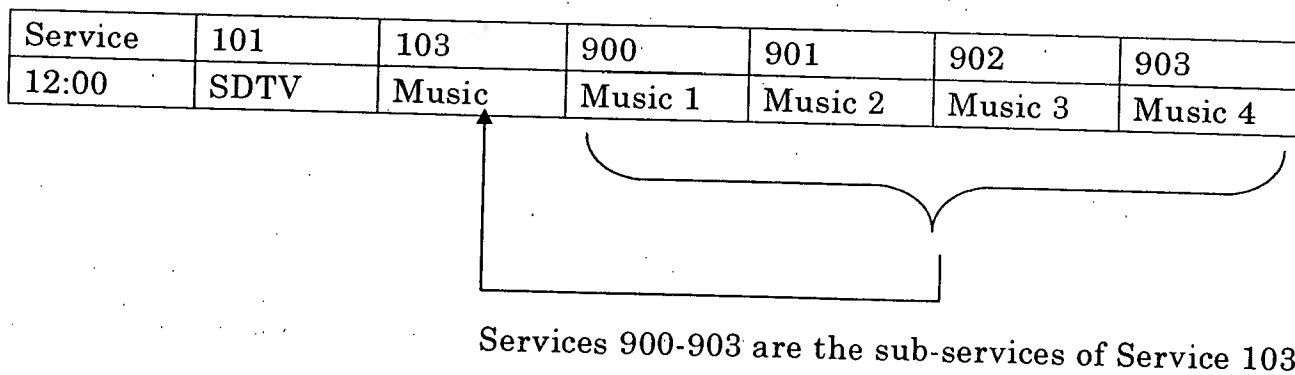 Service 101 103 900 901 902 903
12:00 SDTV Music Music 1 Music 2 Music 3 Music 4
Services 900-903 are the sub-services of Service 103